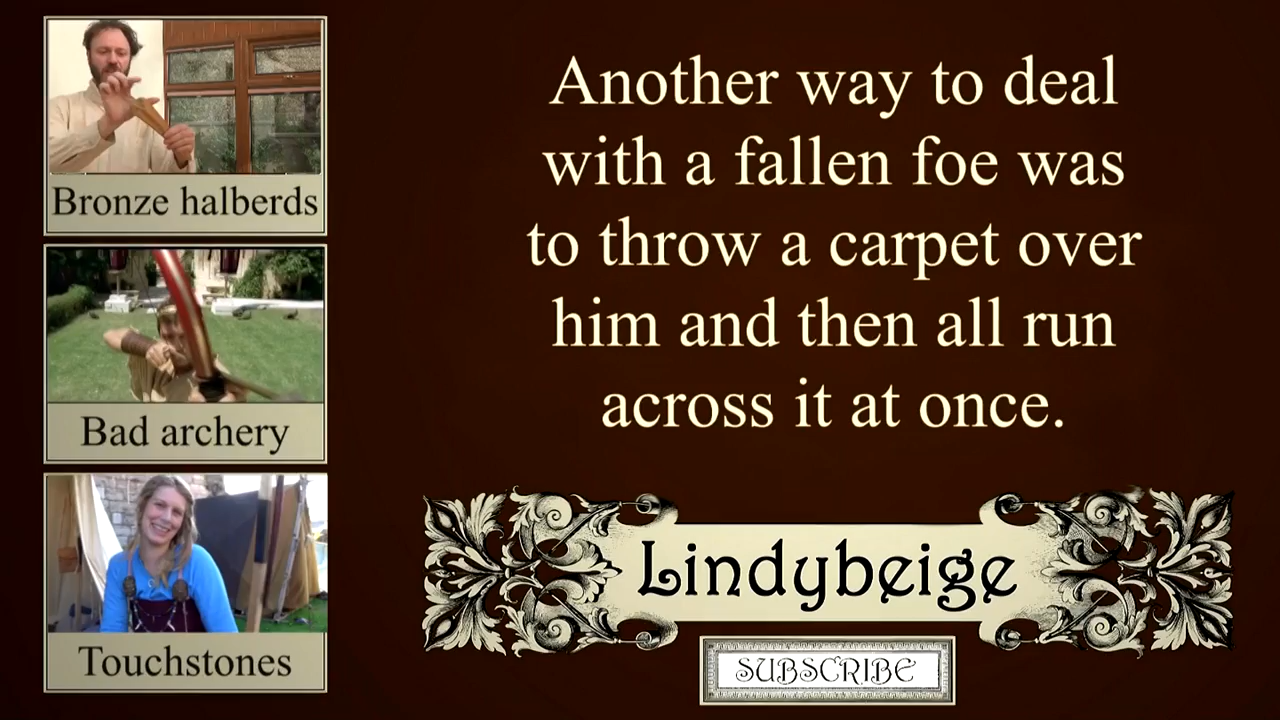 Bronze halberds
Bad archery
Touchstones
Another way to deal
with a fallen foe was
to throw a carpet over
him and then all run
across it at once.
Lindybeige
SUBSCRIBE